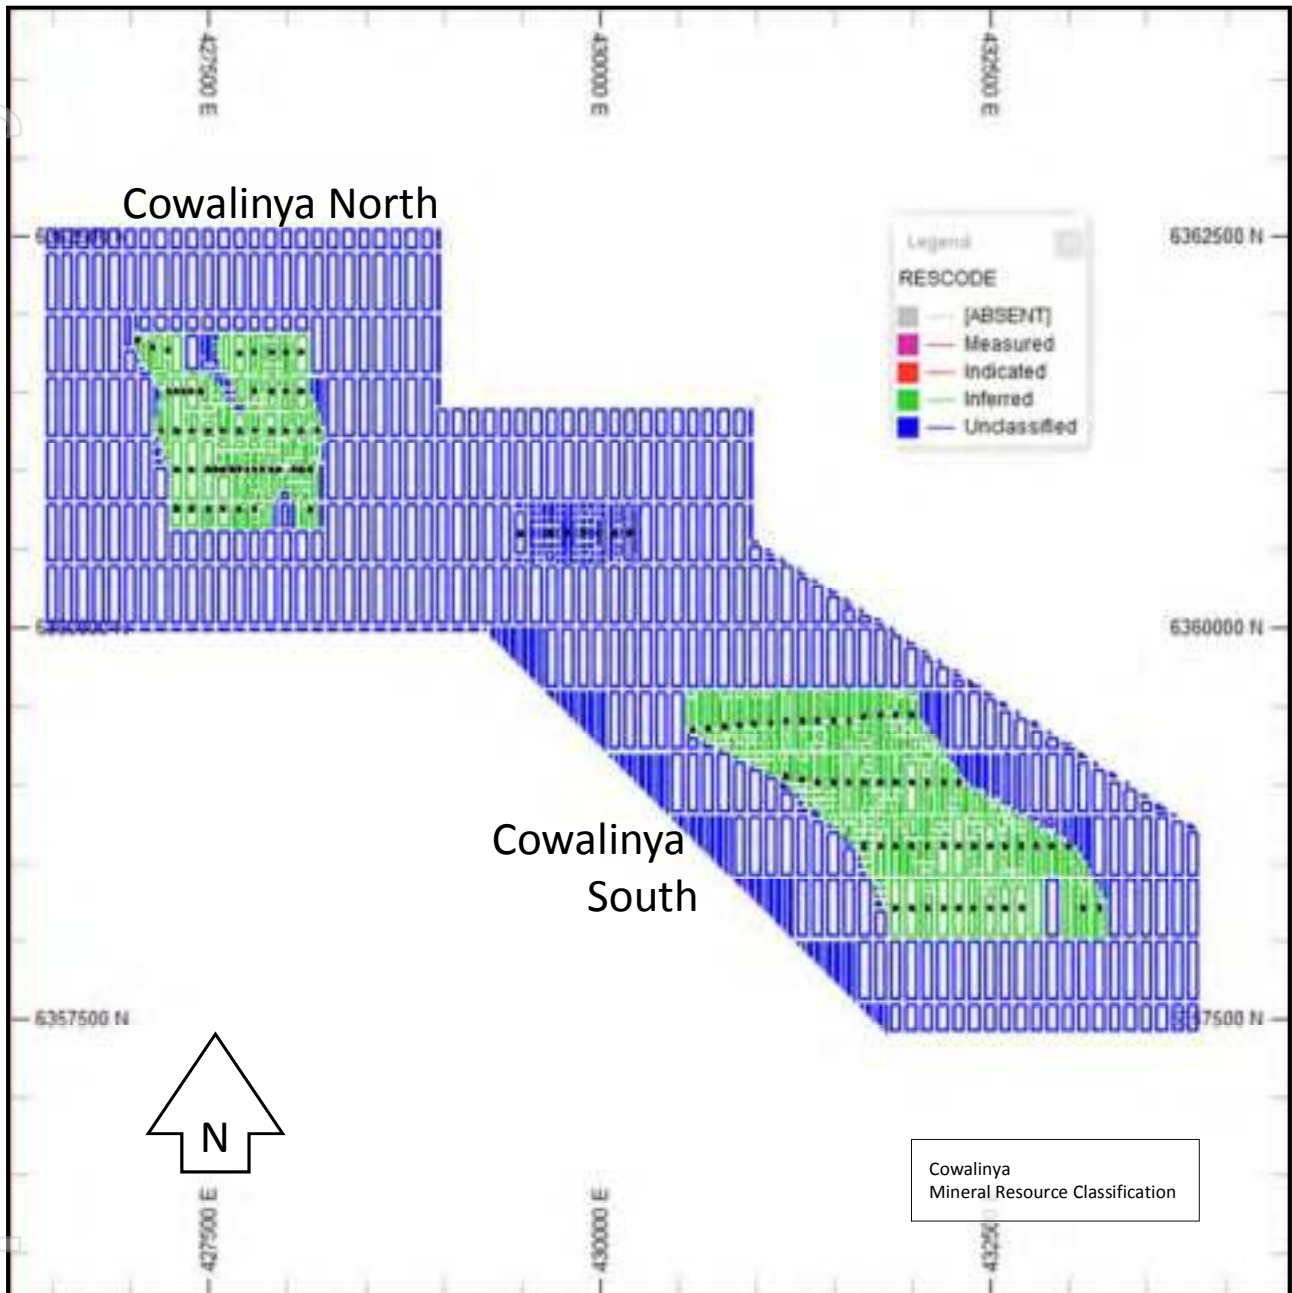 427500 E
430000 E
432500 E
Cowalinya North
6362500 N
Legend
RESCODE
[ABSENT]
Measured
Indicated
Inferred
Unclassified
6360000 N
Cowalinya
South
6357500 N
N
Cowalinya
Mineral Resource Classification
427500 E
430000 E